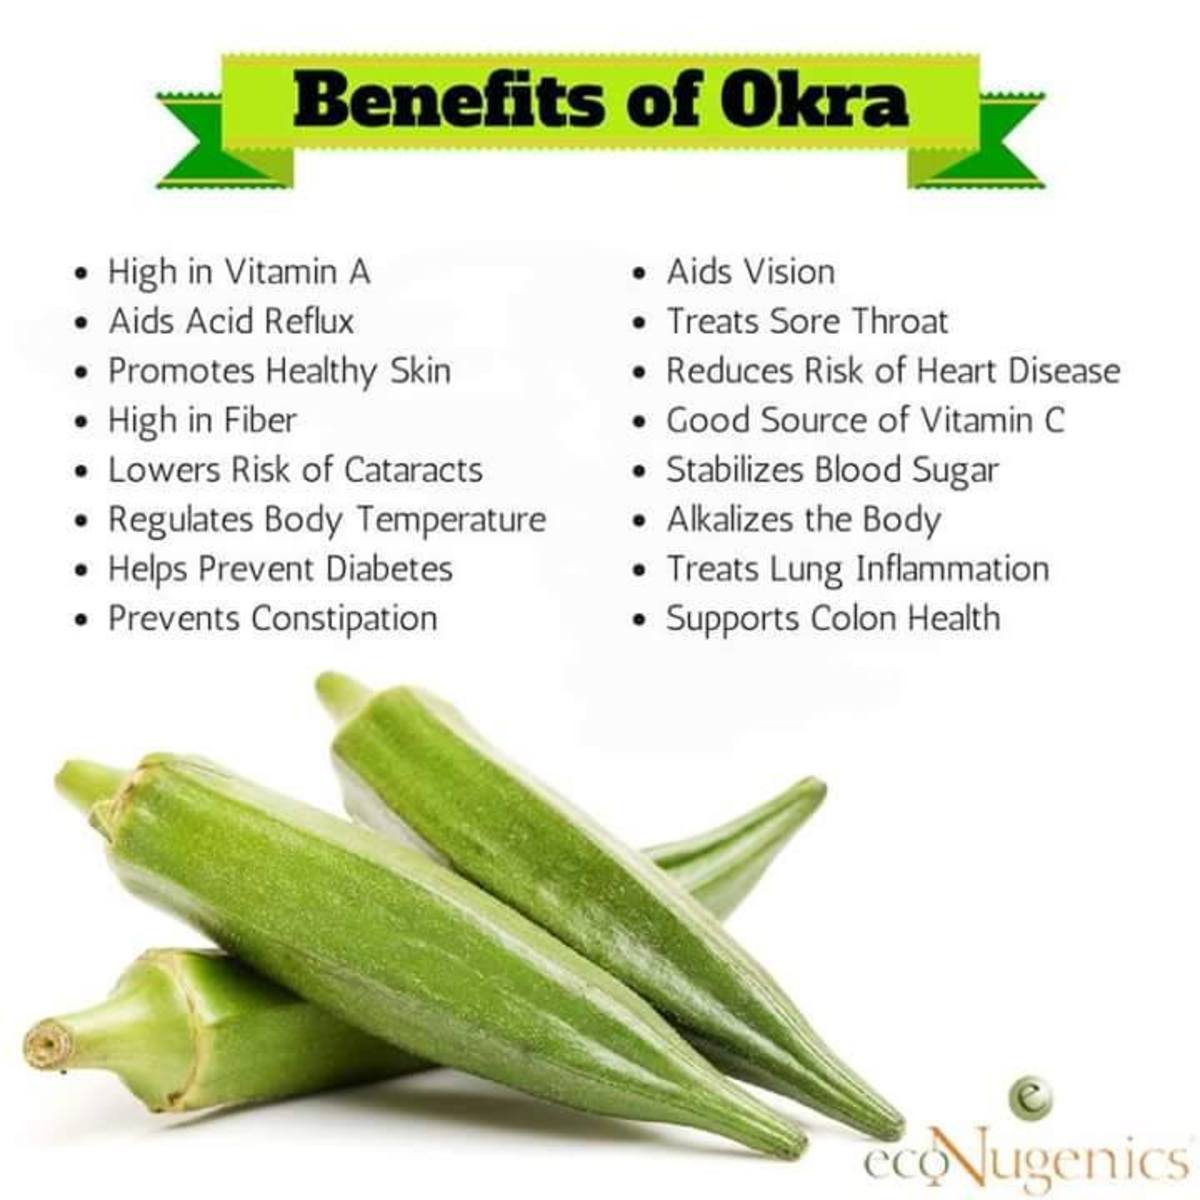 Benefits of Okra
High in Vitamin A
Aids Acid Reflux
Promotes Healthy Skin
High in Fiber
Lowers Risk of Cataracts
Regulates Body Temperature
Helps Prevent Diabetes
Prevents Constipation
Aids Vision
Treats Sore Throat
Reduces Risk of Heart Disease
Good Source of Vitamin C
Stabilizes Blood Sugar
Alkalizes the Body
Treats Lung Inflammation
Supports Colon Health
e
ecoNugenics